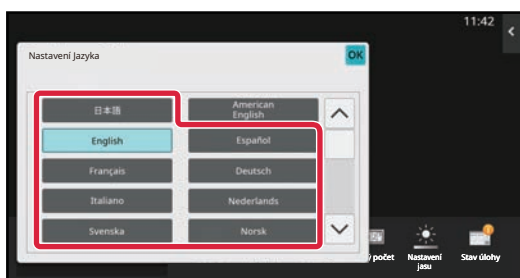 11:42
Nastavení Jazyka
OK
日本語
American
English
English
Español
Français
Deutsch
Italiano
Nederlands
Svenska
Norsk
počet
Nastavení
jasu
Stav úlohy